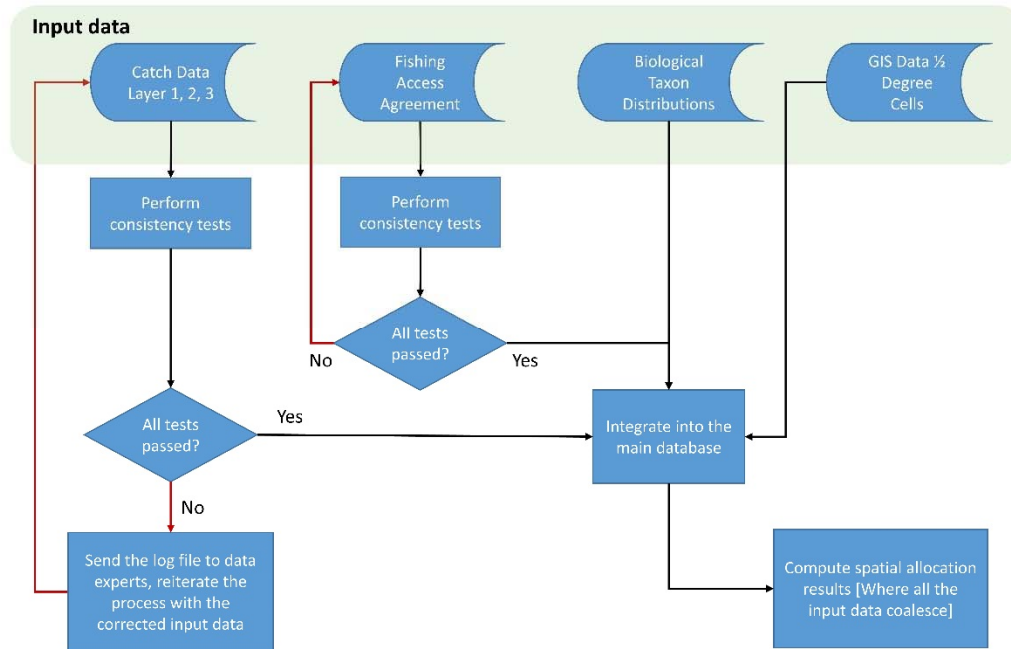 Input data
Catch Data
Layer 1, 2, 3
Fishing
Access
Agreement
Biological
Taxon
Distributions
GIS Data ½
Degree
Cells
Perform
consistency tests
Perform
consistency tests
All tests
passed?
No
Yes
All tests
passed?
Yes
No
Integrate into the
main database
Send the log file to data
experts, reiterate the
process with the
corrected input data
Compute spatial allocation
results [Where all the
input data coalesce]